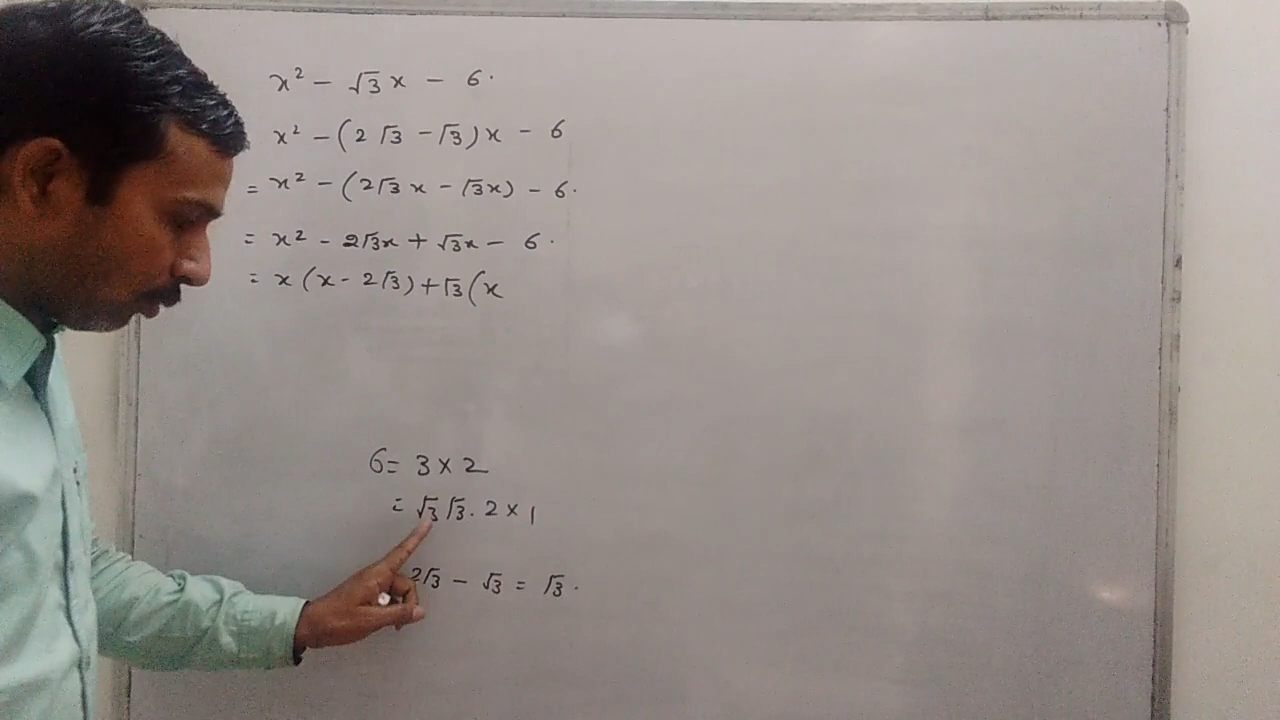 x² - √3 x - 6.
x² - (2√3 - √3)x - 6
= x² - (2√3 x - √3x) - 6.
= x² - 2√3x + √3x - 6.
= x (x - 2√3) + √3 (x
6 = 3 × 2
= √3 √3 . 2 × 1
2√3 - √3 = √3 .